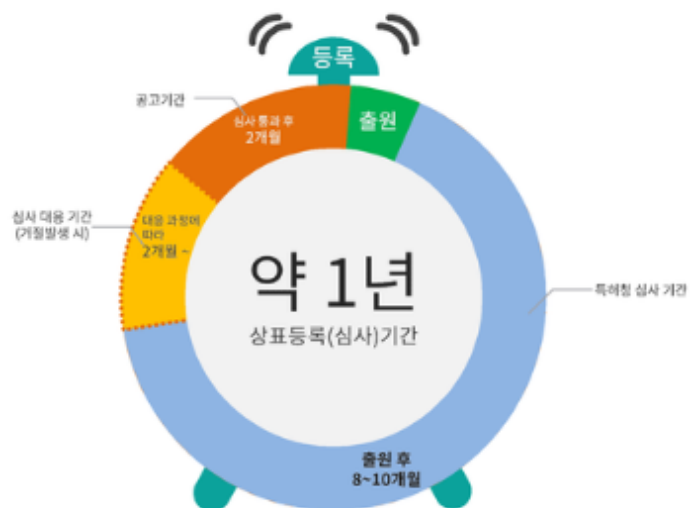 등록
공고기간
심사 통과 후
2개월
출원
심사 대응 기간
(거절발생 시)
대응 과정에
따라
2개월 ~
약 1년
상표등록(심사)기간
특허청 심사 기간
출원 후
8~10개월